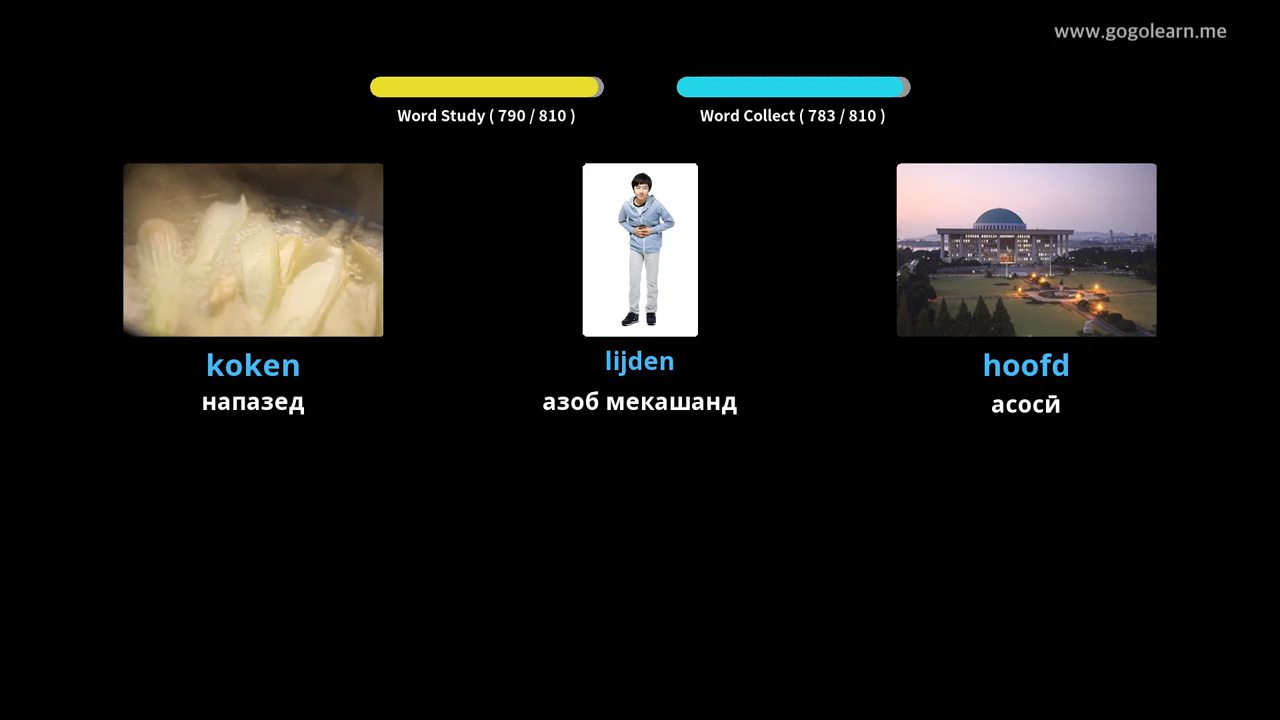 www.gogolearn.me
Word Study ( 790 / 810 )
Word Collect ( 783 / 810 )
koken
напазед
lijden
азоб мекашанд
hoofd
асосӣ